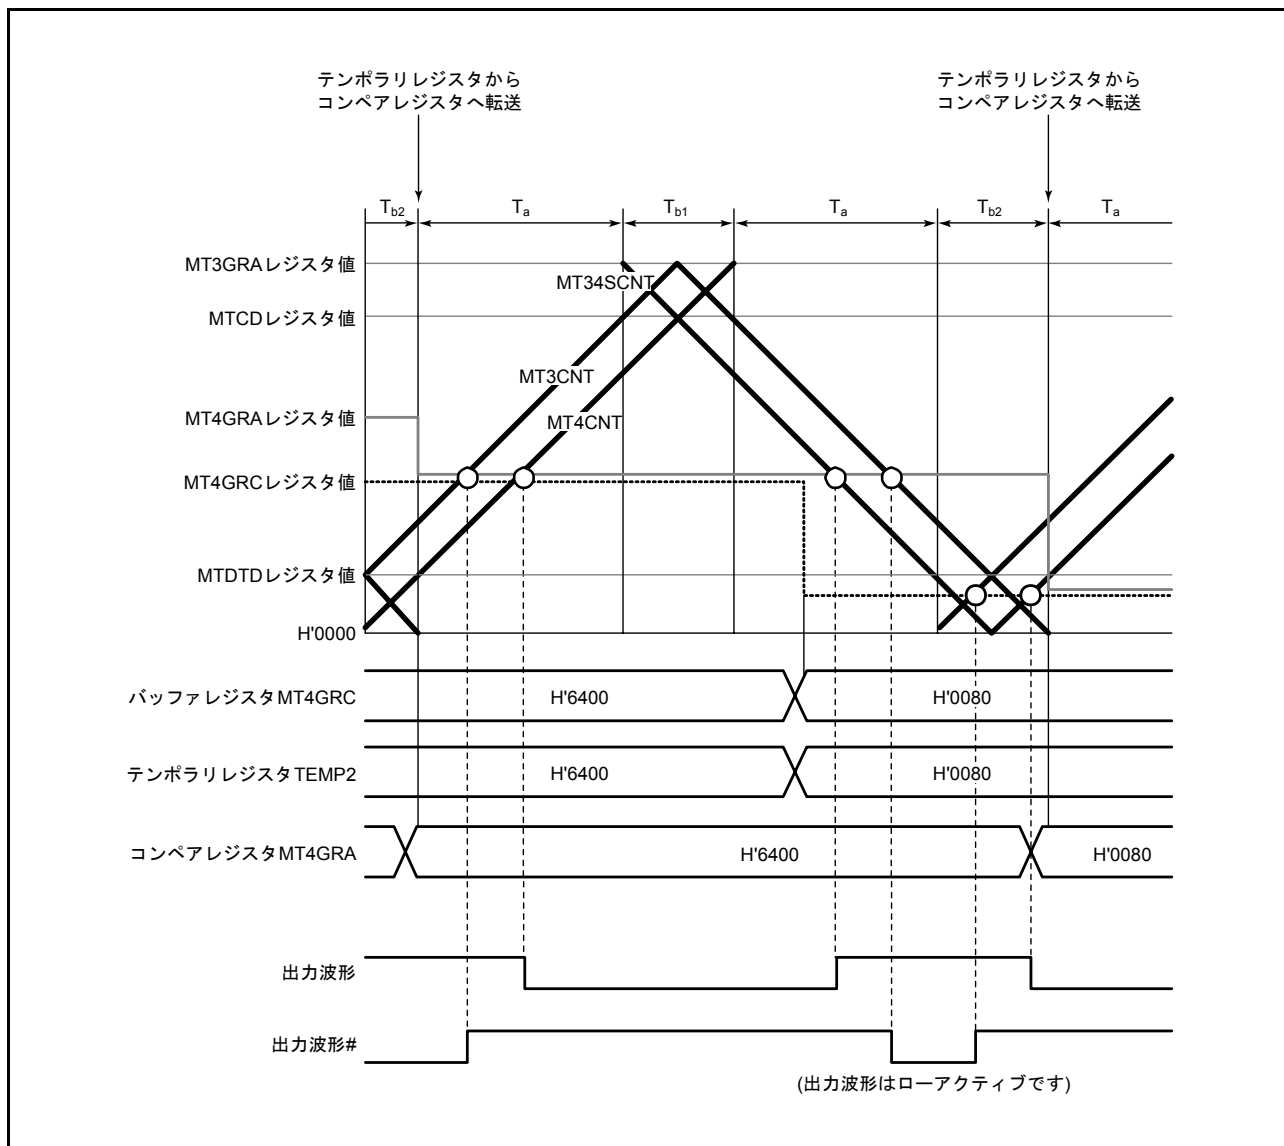 テンポラリレジスタから
コンペアレジスタへ転送
テンポラリレジスタから
コンペアレジスタへ転送
Tb2
Ta
Tb1
Ta
Tb2
Ta
MT3GRAレジスタ値
MT34SCNT
MTCDレジスタ値
MT3CNT
MT4GRAレジスタ値
MT4CNT
MT4GRCレジスタ値
MTDTDレジスタ値
H'0000
バッファレジスタMT4GRC
H'6400
H'0080
テンポラリレジスタTEMP2
H'6400
H'0080
コンペアレジスタMT4GRA
H'6400
H'0080
出力波形
出力波形#
(出力波形はローアクティブです)